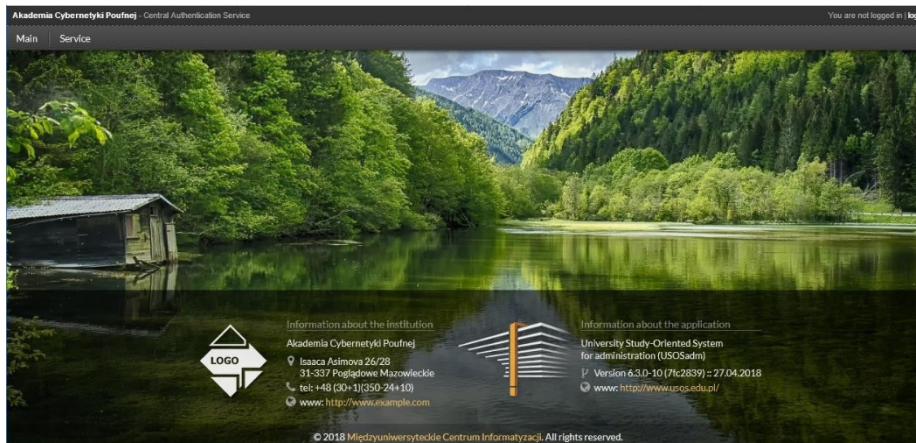 Akademia Cybernetyki Poufnej - Central Authentication Service
You are not logged in |
Main
Service
LOGO
Information about the institution
Akademia Cybernetyki Poufnej
Isaaca Asimova 26/28
31-337 Poglądowe Mazowieckie
tel: +48 (30+1)(350-24+10)
www: http://www.example.com
Information about the application
University Study-Oriented System
for administration (USOSadm)
Version 6.3.0-10 (7fc2839) :: 27.04.2018
www: http://www.usos.edu.pl/
© 2018 Międzyuniwersyteckie Centrum Informatyzacji. All rights reserved.